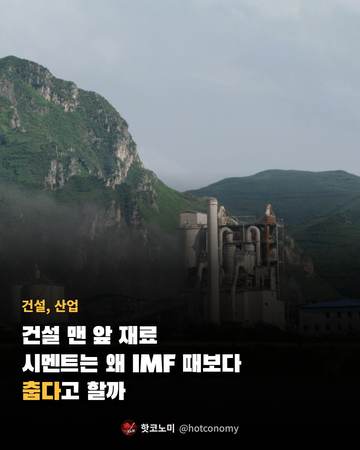 건설, 산업
건설 맨 앞 재료
시멘트는 왜 IMF 때보다
춥다고 할까
핫코노미 @hotconomy